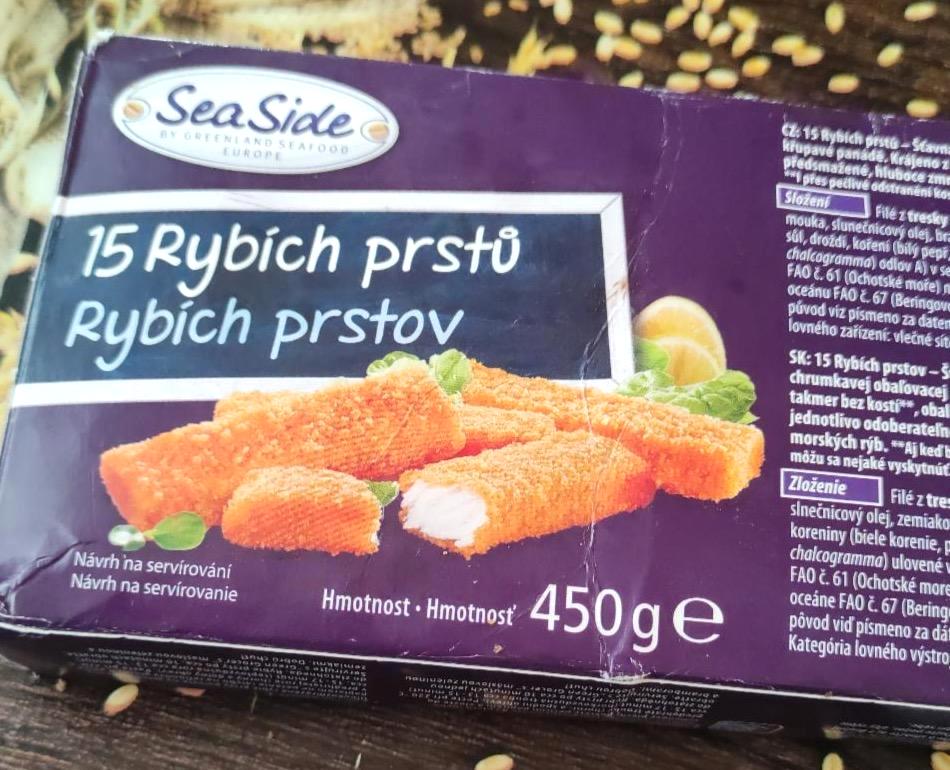 SeaSide
BY GREENLAND SEAFOOD
EUROPE
15 Rybích prstů
Rybích prstov
Návrh na servírování
Návrh na servírovanie
Hmotnost • Hmotnosť 450 g e
CZ: 15 Rybích prstů – Šťavna
křupavé panádě. Krájeno z
předsmažené, hluboce zme
**I přes pečlivé odstranění kos
Složení Filé z tresky
mouka, slunečnicový olej, br
sůl, droždí, koření (bílý pepř,
chalcogramma) odlov A) v se
FAO č. 61 (Ochotské moře) n
oceánu FAO č. 67 (Beringov
původ viz písmeno za datem
lovného zařízení: vlečné sít
SK: 15 Rybích prstov – Š
chrumkavej obaľovacej
takmer bez kostí**, obal
jednotlivo odoberateľn
morských rýb. **Aj keď b
môžu sa nejaké vyskytnúť
Zloženie Filé z tres
slnečnicový olej, zemiako
koreniny (biele korenie, p
chalcogramma) ulovené v
FAO č. 61 (Ochotské more
oceáne FAO č. 67 (Bering
pôvod viď písmeno za dá
Kategória lovného výstro